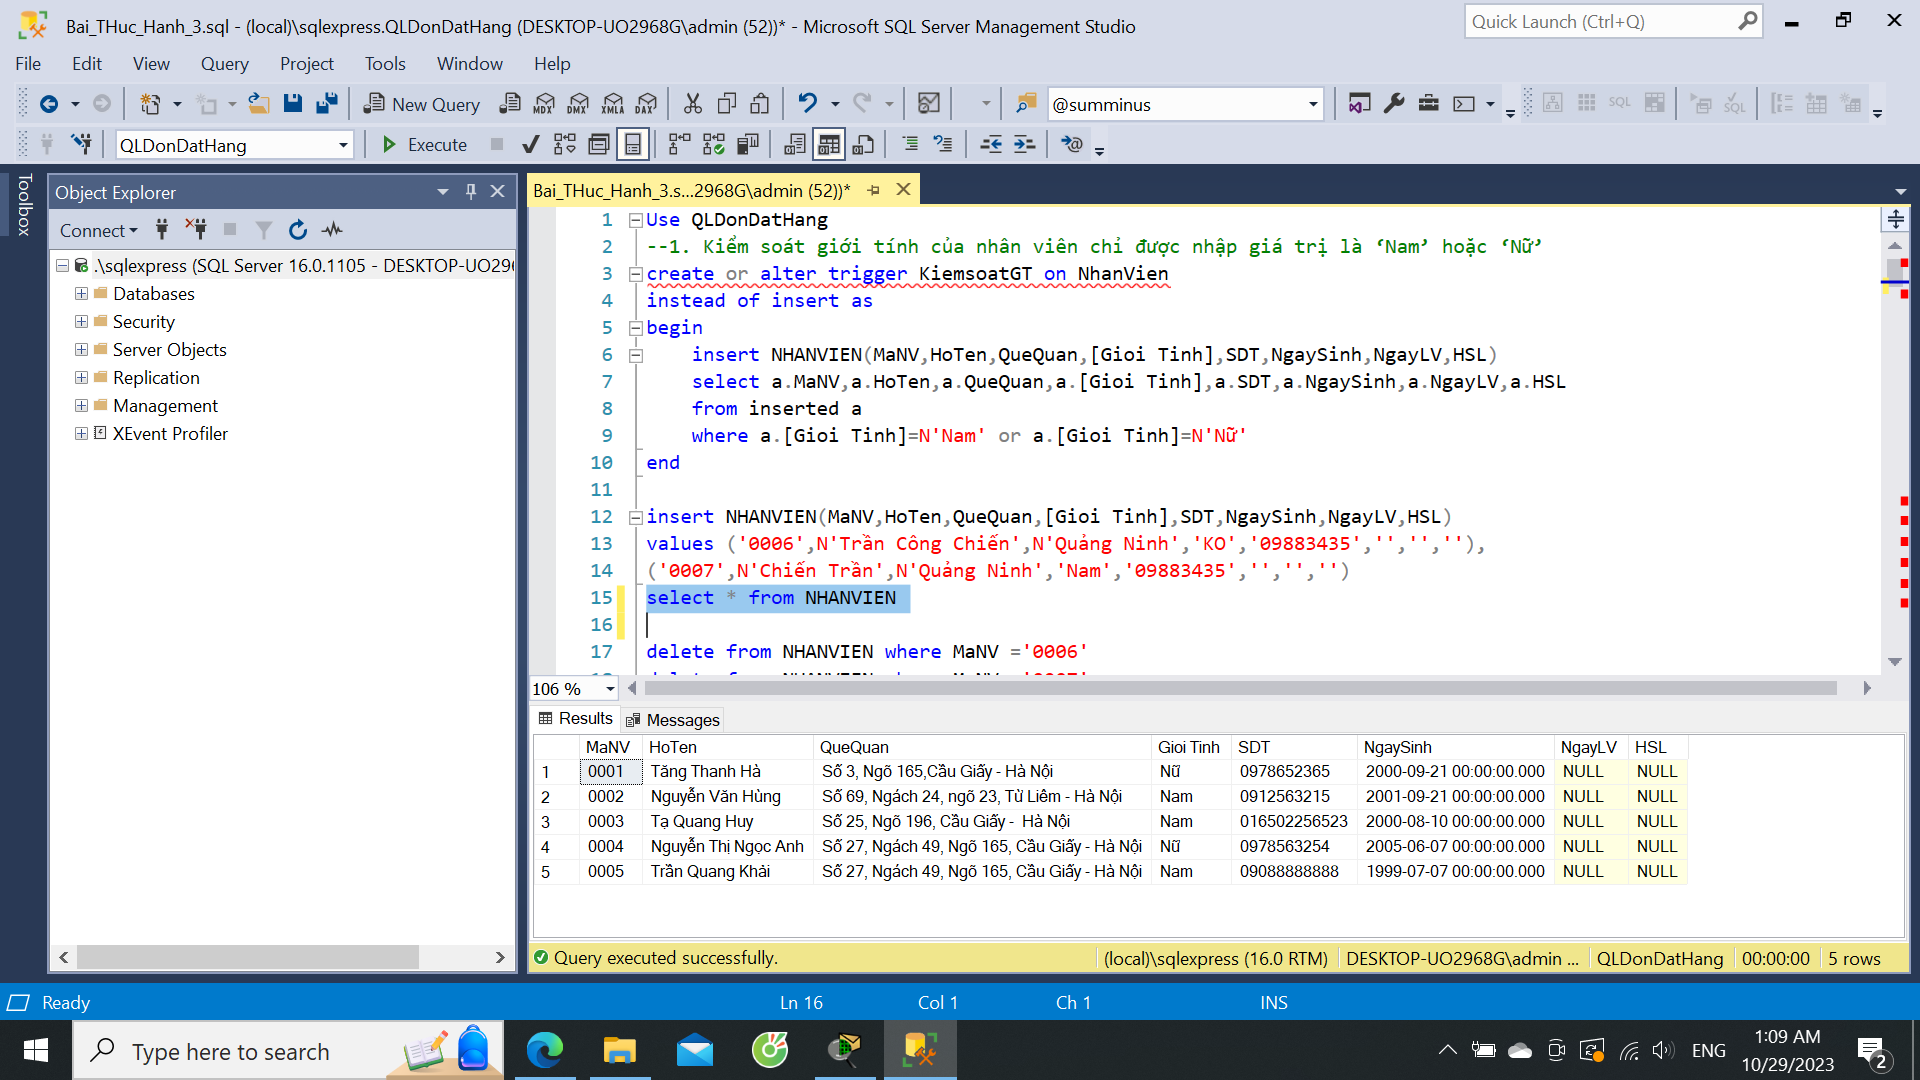 Bai_THuc_Hanh_3.sql - (local)\sqlexpress.QLDonDatHang (DESKTOP-UO2968G\admin (52))* - Microsoft SQL Server Management Studio
Quick Launch (Ctrl+Q)
File Edit View Query Project Tools Window Help
New Query MDX DMX XMLA DAX @summinus SQL SQL
QLDonDatHang Execute
Toolbox
Object Explorer
Connect
.\sqlexpress (SQL Server 16.0.1105 - DESKTOP-UO296
Databases
Security
Server Objects
Replication
Management
XEvent Profiler
Bai_THuc_Hanh_3.s...2968G\admin (52))*
1 Use QLDonDatHang
2 --1. Kiểm soát giới tính của nhân viên chỉ được nhập giá trị là ‘Nam’ hoặc ‘Nữ’
3 create or alter trigger KiemsoatGT on NhanVien
4 instead of insert as
5 begin
6 insert NHANVIEN(MaNV,HoTen,QueQuan,[Gioi Tinh],SDT,NgaySinh,NgayLV,HSL)
7 select a.MaNV,a.HoTen,a.QueQuan,a.[Gioi Tinh],a.SDT,a.NgaySinh,a.NgayLV,a.HSL
8 from inserted a
9 where a.[Gioi Tinh]=N'Nam' or a.[Gioi Tinh]=N'Nữ'
10 end
11
12 insert NHANVIEN(MaNV,HoTen,QueQuan,[Gioi Tinh],SDT,NgaySinh,NgayLV,HSL)
13 values ('0006',N'Trần Công Chiến',N'Quảng Ninh','KO','09883435','','',''),
14 ('0007',N'Chiến Trần',N'Quảng Ninh','Nam','09883435','','','')
15 select * from NHANVIEN
16
17 delete from NHANVIEN where MaNV ='0006'
106 %
Results Messages
MaNV HoTen QueQuan Gioi Tinh SDT NgaySinh NgayLV HSL
1 0001 Tăng Thanh Hà Số 3, Ngõ 165,Cầu Giấy - Hà Nội Nữ 0978652365 2000-09-21 00:00:00.000 NULL NULL
2 0002 Nguyễn Văn Hùng Số 69, Ngách 24, ngõ 23, Từ Liêm - Hà Nội Nam 0912563215 2001-09-21 00:00:00.000 NULL NULL
3 0003 Tạ Quang Huy Số 25, Ngõ 196, Cầu Giấy - Hà Nội Nam 016502256523 2000-08-10 00:00:00.000 NULL NULL
4 0004 Nguyễn Thị Ngọc Anh Số 27, Ngách 49, Ngõ 165, Cầu Giấy - Hà Nội Nữ 0978563254 2005-06-07 00:00:00.000 NULL NULL
5 0005 Trần Quang Khải Số 27, Ngách 49, Ngõ 165, Cầu Giấy - Hà Nội Nam 09088888888 1999-07-07 00:00:00.000 NULL NULL
Query executed successfully. (local)\sqlexpress (16.0 RTM) DESKTOP-UO2968G\admin ... QLDonDatHang 00:00:00 5 rows
Ready Ln 16 Col 1 Ch 1 INS
Type here to search
ENG
1:09 AM
10/29/2023
2